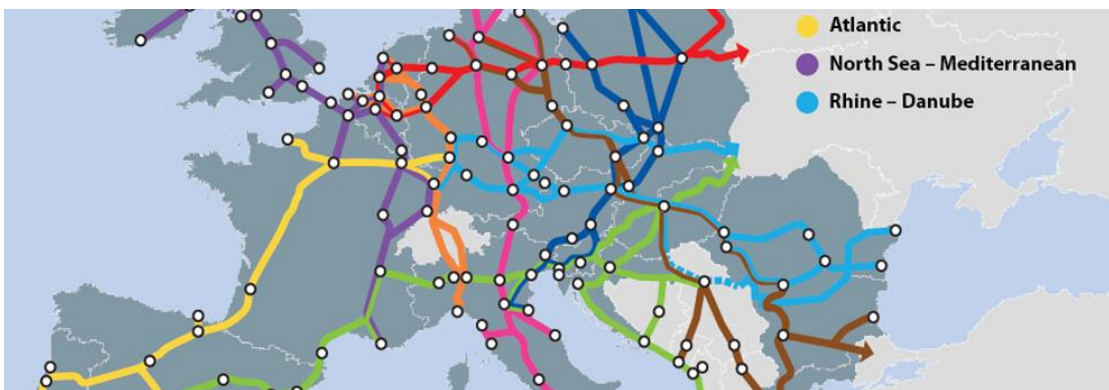 Atlantic
North Sea – Mediterranean
Rhine – Danube